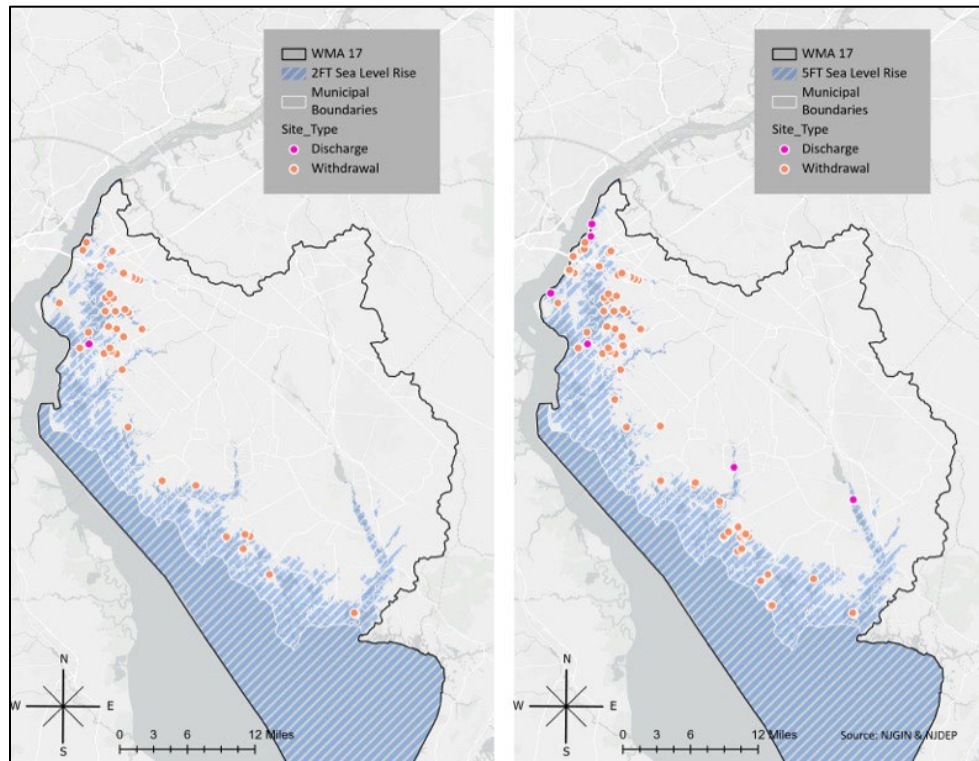 WMA 17
2FT Sea Level Rise
Municipal
Boundaries
Site_Type
Discharge
Withdrawal
N
W E
S
0 3 6 12 Miles
WMA 17
5FT Sea Level Rise
Municipal
Boundaries
Site_Type
Discharge
Withdrawal
N
W E
S
0 3 6 12 Miles
Source: NJGIN & NJDEP